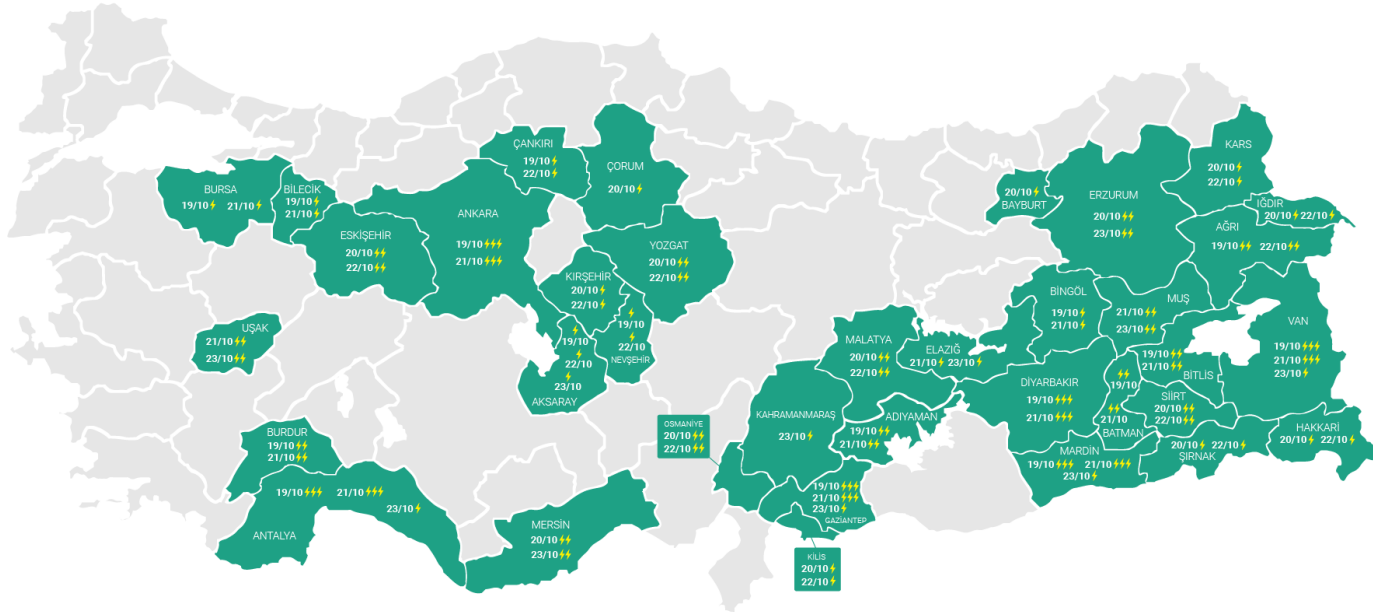 ÇANKIRI
19/10
22/10
ÇORUM
20/10
KARS
20/10
22/10
BURSA
19/10 21/10
BİLECİK
19/10
21/10
ANKARA
19/10
21/10
ESKİŞEHİR
20/10
22/10
YOZGAT
20/10
22/10
20/10
BAYBURT
ERZURUM
20/10
23/10
IĞDIR
20/10 22/10
AĞRI
19/10 22/10
KIRŞEHİR
20/10
22/10
19/10
22/10
NEVŞEHİR
19/10
22/10
23/10
AKSARAY
UŞAK
21/10
23/10
BİNGÖL
19/10
21/10
MUŞ
21/10
23/10
VAN
19/10
21/10
23/10
MALATYA
20/10
22/10
ELAZIĞ
21/10 23/10
19/10
21/10
BİTLİS
DİYARBAKIR
19/10
21/10
19/10
21/10
BATMAN
SİİRT
20/10
22/10
KAHRAMANMARAŞ
23/10
ADIYAMAN
19/10
21/10
OSMANİYE
20/10
22/10
BURDUR
19/10
21/10
HAKKARİ
20/10 22/10
20/10 22/10
ŞIRNAK
MARDİN
19/10 21/10
23/10
19/10 21/10
23/10
ANTALYA
19/10
21/10
23/10
GAZİANTEP
MERSİN
20/10
23/10
KİLİS
20/10
22/10